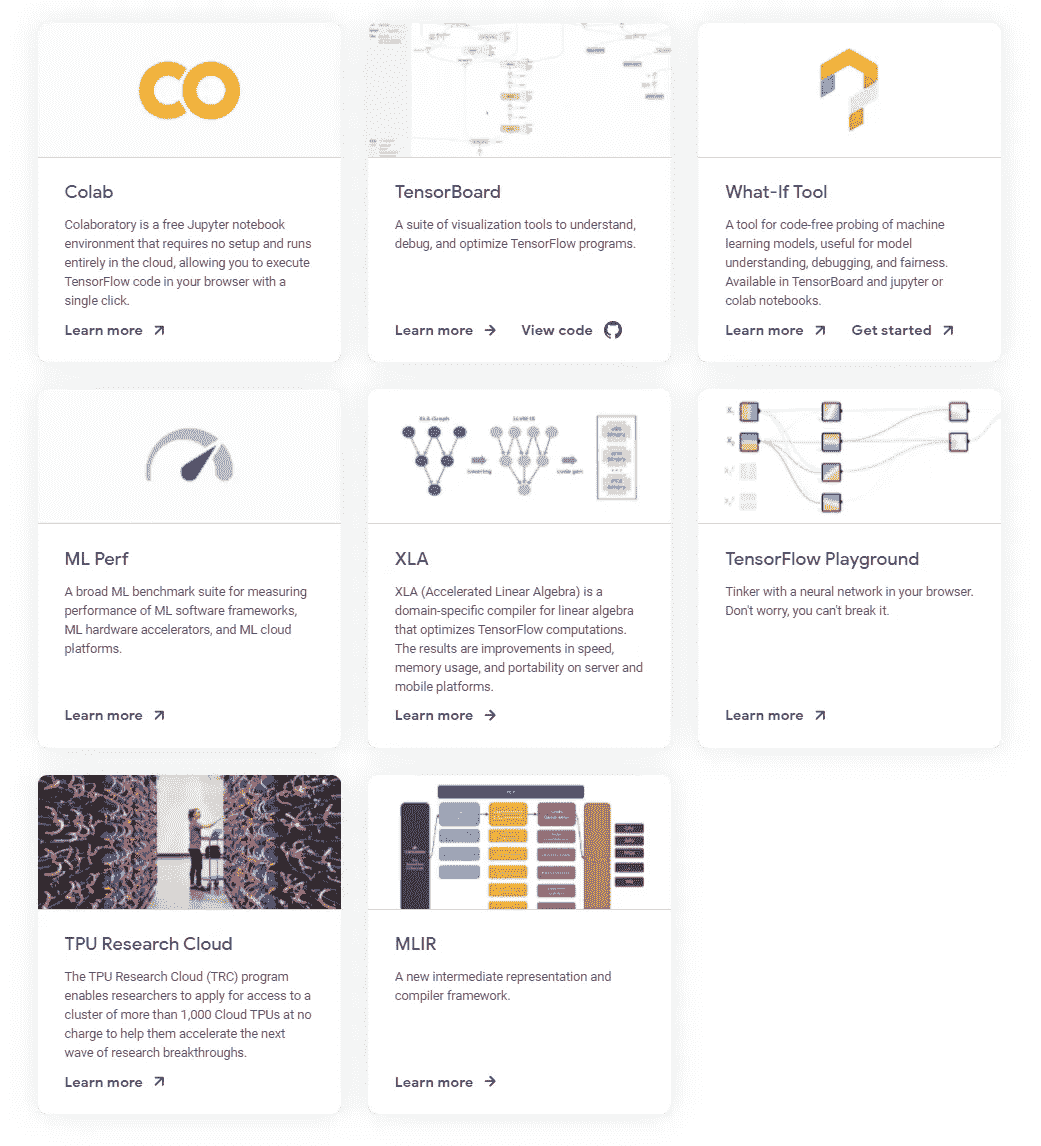 CO
Colab
Colaboratory is a free Jupyter notebook
environment that requires no setup and runs
entirely in the cloud, allowing you to execute
TensorFlow code in your browser with a
single click.
Learn more
TensorBoard
A suite of visualization tools to understand,
debug, and optimize TensorFlow programs.
Learn more View code
What-If Tool
A tool for code-free probing of machine
learning models, useful for model
understanding, debugging, and fairness.
Available in TensorBoard and jupyter or
colab notebooks.
Learn more Get started
ML Perf
A broad ML benchmark suite for measuring
performance of ML software frameworks,
ML hardware accelerators, and ML cloud
platforms.
Learn more
XLA Graph
XLA
XLA (Accelerated Linear Algebra) is a
domain-specific compiler for linear algebra
that optimizes TensorFlow computations.
The results are improvements in speed,
memory usage, and portability on server and
mobile platforms.
Learn more
TensorFlow Playground
Tinker with a neural network in your browser.
Don't worry, you can't break it.
Learn more
TPU Research Cloud
The TPU Research Cloud (TRC) program
enables researchers to apply for access to a
cluster of more than 1,000 Cloud TPUs at no
charge to help them accelerate the next
wave of research breakthroughs.
Learn more
MLIR
A new intermediate representation and
compiler framework.
Learn more